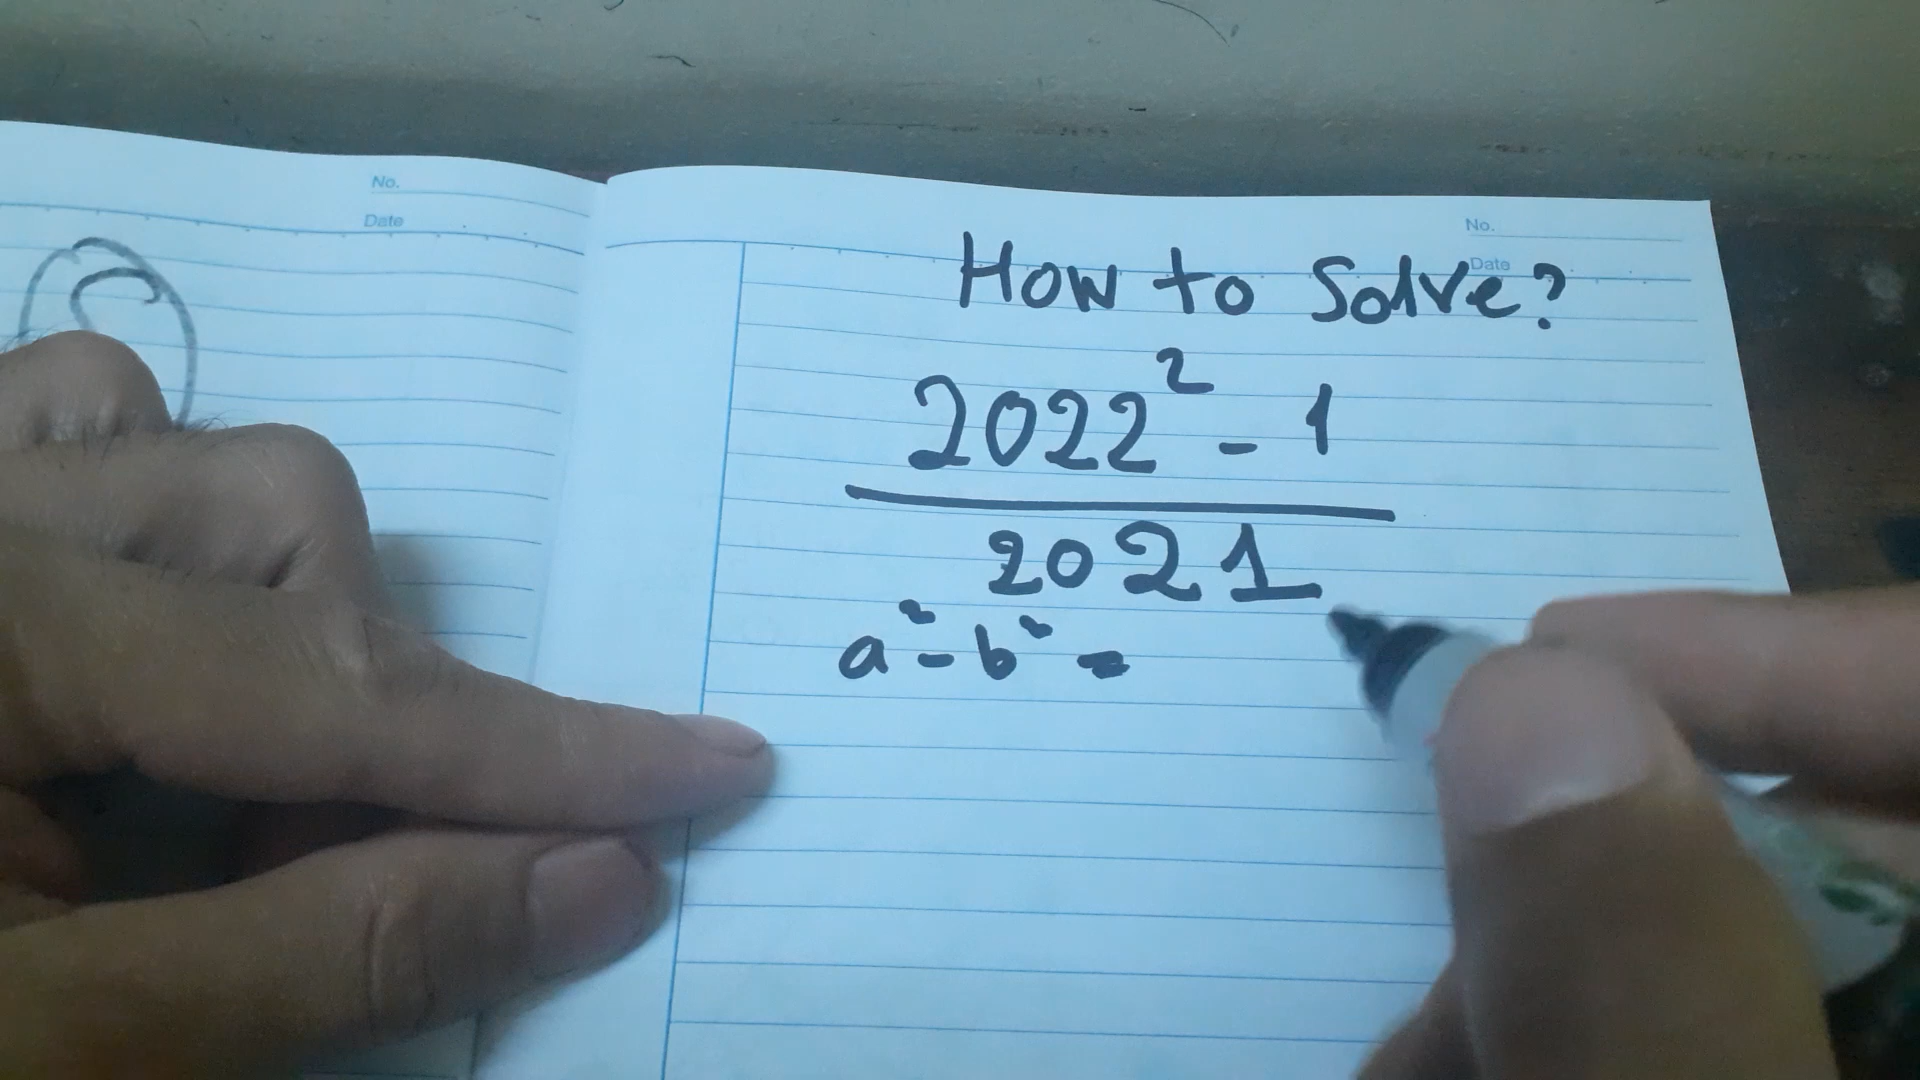 No.
Date
No.
Date
How to Solve?
2022² - 1
2021
a² - b² =